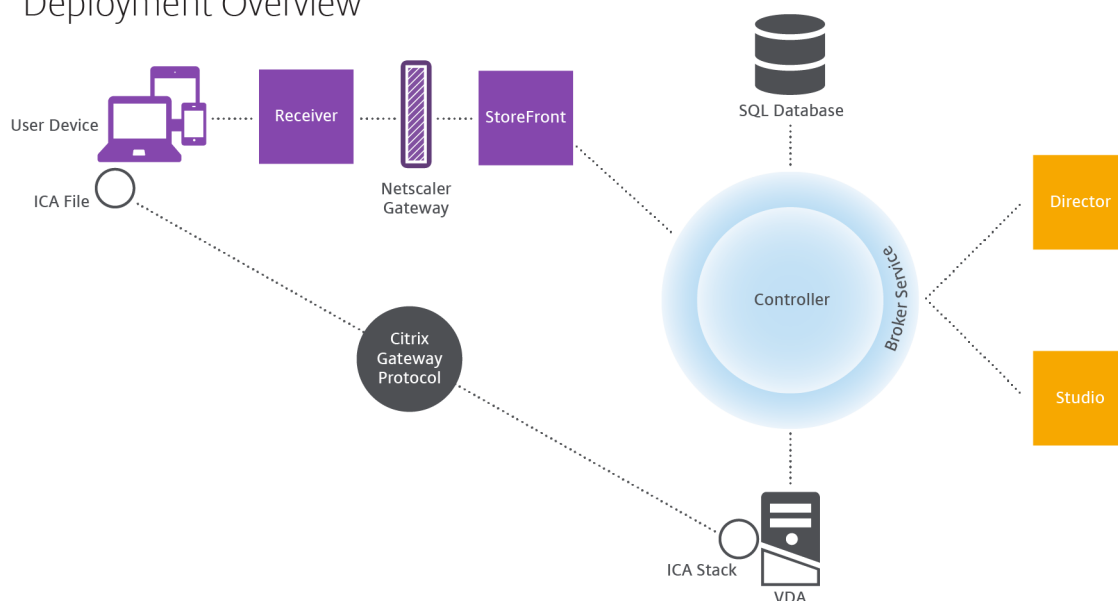 Deployment Overview
SQL Database
User Device
Receiver
StoreFront
Netscaler
Gateway
ICA File
Director
Broker Service
Controller
Citrix
Gateway
Protocol
Studio
ICA Stack
VDA